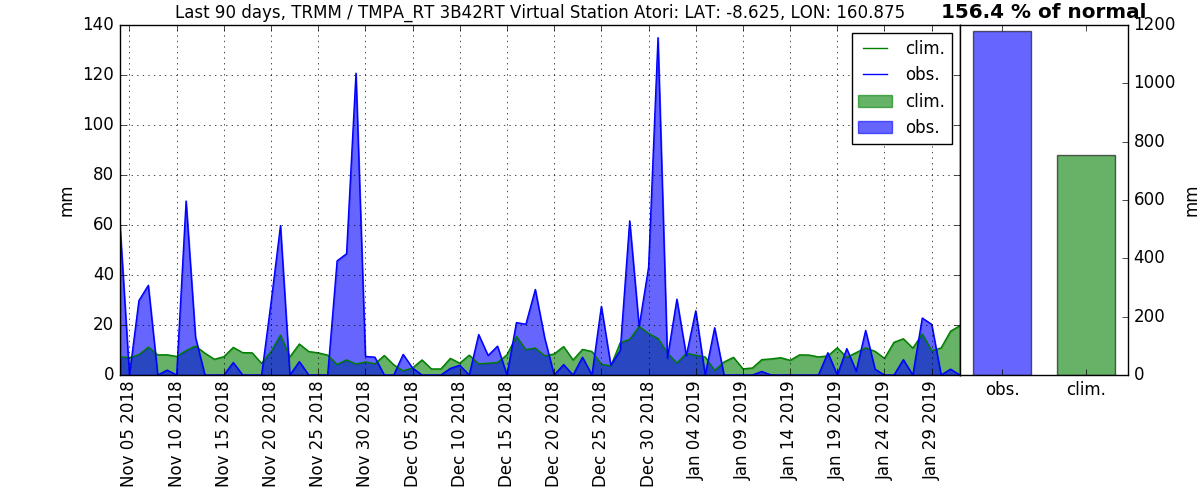 Last 90 days, TRMM / TMPA_RT 3B42RT Virtual Station Atori: LAT: -8.625, LON: 160.875
156.4 % of normal
140
120
100
80
60
40
20
0
mm
clim.
obs.
clim.
obs.
Nov 05 2018
Nov 10 2018
Nov 15 2018
Nov 20 2018
Nov 25 2018
Nov 30 2018
Dec 05 2018
Dec 10 2018
Dec 15 2018
Dec 20 2018
Dec 25 2018
Dec 30 2018
Jan 04 2019
Jan 09 2019
Jan 14 2019
Jan 19 2019
Jan 24 2019
Jan 29 2019
1200
1000
800
600
400
200
0
mm
obs.
clim.